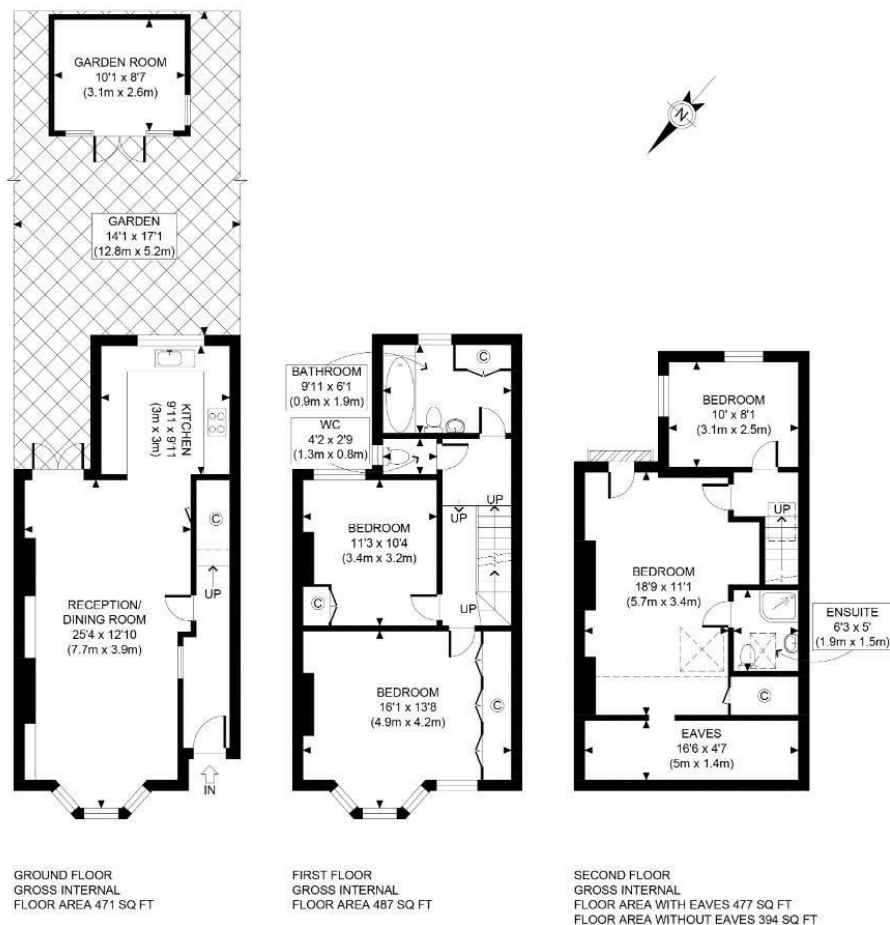 GARDEN ROOM
10'1 x 8'7
(3.1m x 2.6m)
N
GARDEN
14'1 x 17'1
(12.8m x 5.2m)
KITCHEN
9'11 x 9'11
(3m x 3m)
C
UP
RECEPTION/
DINING ROOM
25'4 x 12'10
(7.7m x 3.9m)
IN
BATHROOM
9'11 x 6'1
(0.9m x 1.9m)
C
WC
4'2 x 2'9
(1.3m x 0.8m)
UP
UP
BEDROOM
11'3 x 10'4
(3.4m x 3.2m)
C
UP
BEDROOM
16'1 x 13'8
(4.9m x 4.2m)
C
BEDROOM
10' x 8'1
(3.1m x 2.5m)
UP
BEDROOM
18'9 x 11'1
(5.7m x 3.4m)
ENSUITE
6'3 x 5'
(1.9m x 1.5m)
C
EAVES
16'6 x 4'7
(5m x 1.4m)
GROUND FLOOR
GROSS INTERNAL
FLOOR AREA 471 SQ FT
FIRST FLOOR
GROSS INTERNAL
FLOOR AREA 487 SQ FT
SECOND FLOOR
GROSS INTERNAL
FLOOR AREA WITH EAVES 477 SQ FT
FLOOR AREA WITHOUT EAVES 394 SQ FT